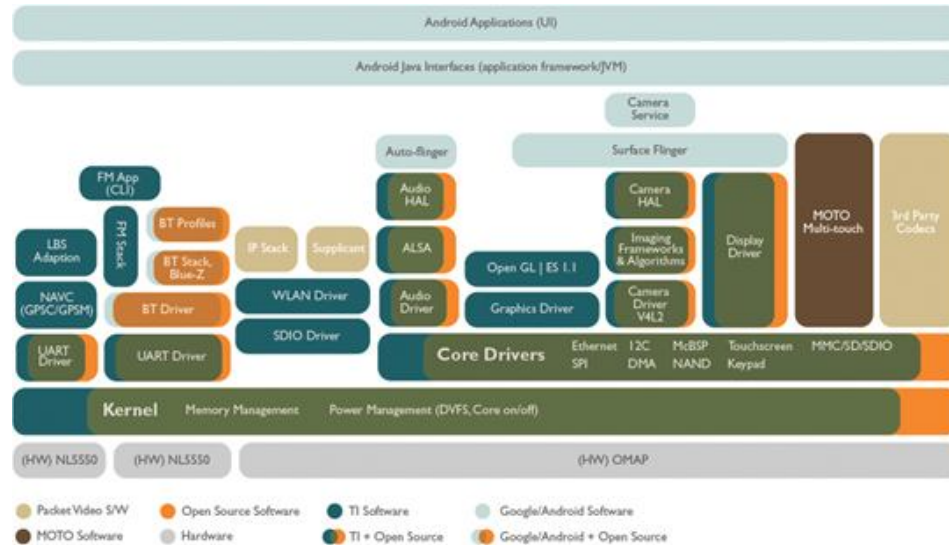 Android Applications (UI)
Android Java Interfaces (application framework/JVM)
Camera
Service
Auto-flinger
Surface Flinger
FM App
(CLI)
Audio
HAL
Camera
HAL
MOTO
Multi-touch
3rd Party
Codecs
FM Stack
BT Profiles
LBS
Adaption
IP Stack
Supplicant
ALSA
Imaging
Frameworks
& Algorithms
Display
Driver
BT Stack,
Blue-Z
Open GL | ES 1.1
NAVC
(GPSC/GPSM)
BT Driver
WLAN Driver
Audio
Driver
Graphics Driver
Camera
Driver
V4L2
UART
Driver
UART Driver
SDIO Driver
Core Drivers
Ethernet I2C McBSP Touchscreen MMC/SD/SDIO
SPI DMA NAND Keypad
Kernel Memory Management Power Management (DVFS, Core on/off)
(HW) NL5550 (HW) NL5550 (HW) OMAP
Packet Video S/W Open Source Software TI Software Google/Android Software
MOTO Software Hardware TI + Open Source Google/Android + Open Source